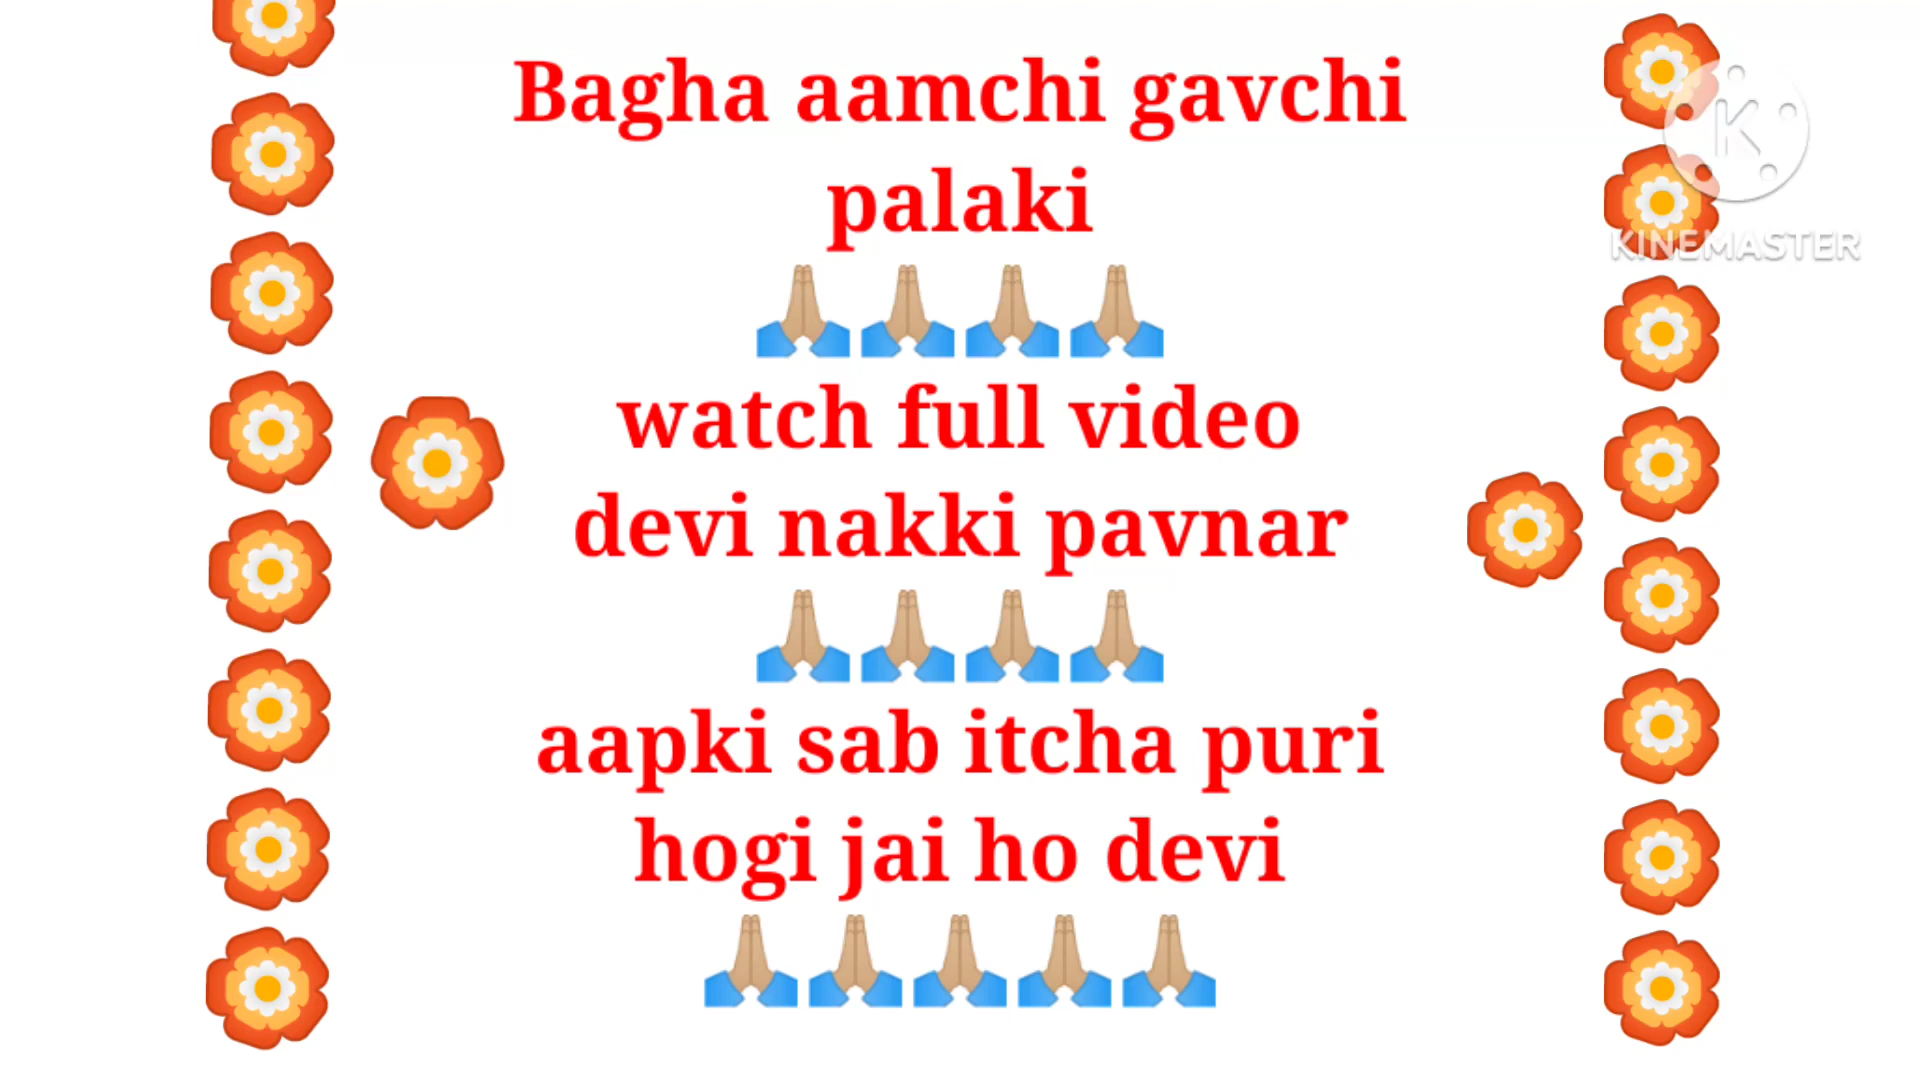 Bagha aamchi gavchi
palaki
🙏🏼🙏🏼🙏🏼🙏🏼
watch full video
devi nakki pavnar
🙏🏼🙏🏼🙏🏼🙏🏼
aapki sab itcha puri
hogi jai ho devi
🙏🏼🙏🏼🙏🏼🙏🏼🙏🏼
K
KINEMASTER